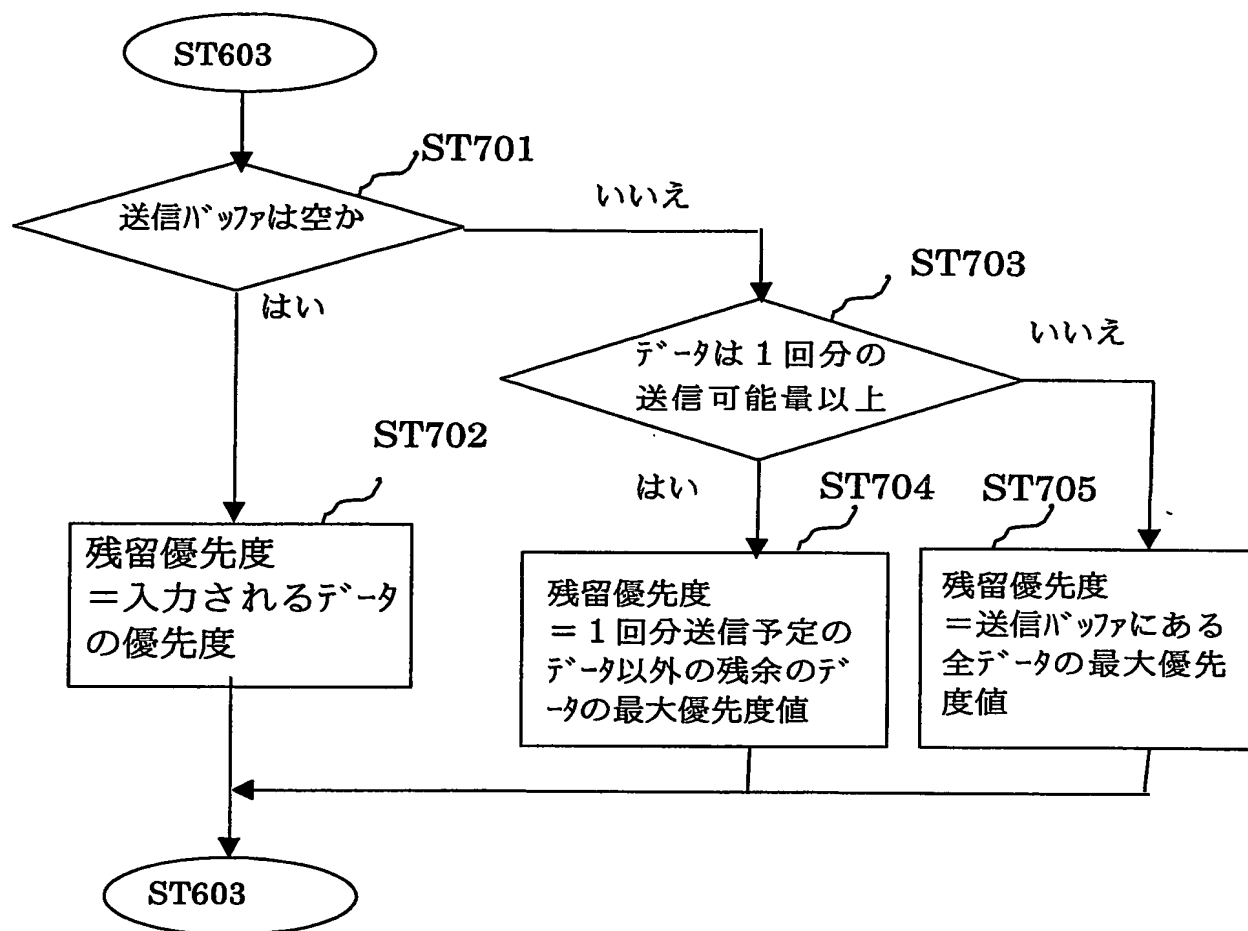 ST603
ST701
送信ﾊﾞｯﾌｧは空か
いいえ
はい
ST703
ﾃﾞｰﾀは１回分の
送信可能量以上
いいえ
はい
ST702
残留優先度
＝入力されるﾃﾞｰﾀ
の優先度
ST704
残留優先度
＝１回分送信予定の
ﾃﾞｰﾀ以外の残余のﾃﾞ
ｰﾀの最大優先度値
ST705
残留優先度
＝送信ﾊﾞｯﾌｧにある
全ﾃﾞｰﾀの最大優先
度値
ST603